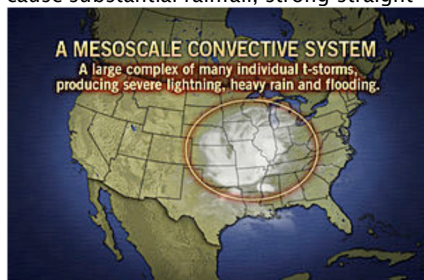 cause substantial rainfall, strong straight
A MESOSCALE CONVECTIVE SYSTEM
A large complex of many individual t-storms,
producing severe lightning, heavy rain and flooding.